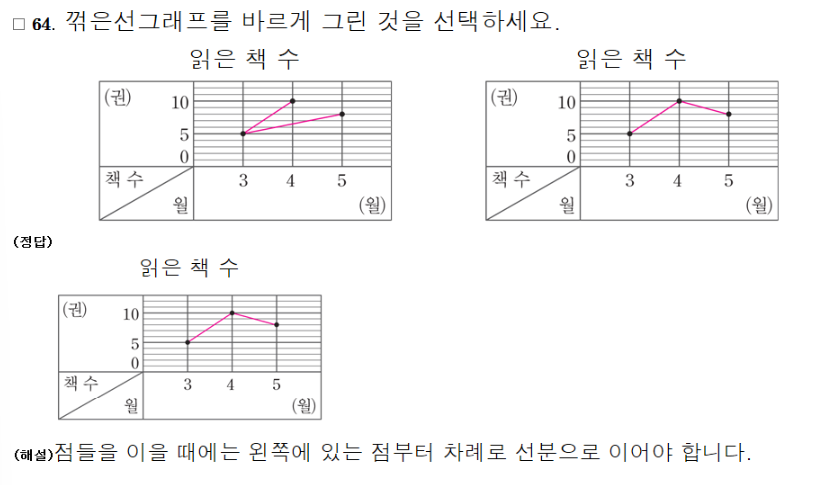 □ 64. 꺾은선그래프를 바르게 그린 것을 선택하세요.
읽은 책 수
(권)
10
5
0
책 수
월
3 4 5
(월)
읽은 책 수
(권)
10
5
0
책 수
월
3 4 5
(월)
(정답)
읽은 책 수
(권)
10
5
0
책 수
월
3 4 5
(월)
(해설)점들을 이을 때에는 왼쪽에 있는 점부터 차례로 선분으로 이어야 합니다.